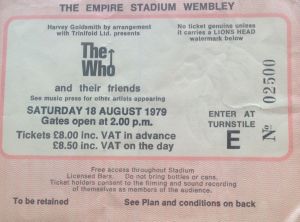 THE EMPIRE STADIUM WEMBLEY
Harvey Goldsmith by arrangement
with Trinifold Ltd. presents
No ticket genuine unless
it carries a LIONS HEAD
watermark below
The
Who
and their friends
See music press for other artists appearing
SATURDAY 18 AUGUST 1979
Gates open at 2.00 p.m.
Tickets £8.00 inc. VAT in advance
£8.50 inc. VAT on the day
ENTER AT
TURNSTILE
E
No 02500
Free access throughout Stadium
Licensed Bars. Do not bring bottles or cans.
Ticket holders consent to the filming and sound recording
of themselves as members of the audience.
To be retained
See Plan and conditions on back